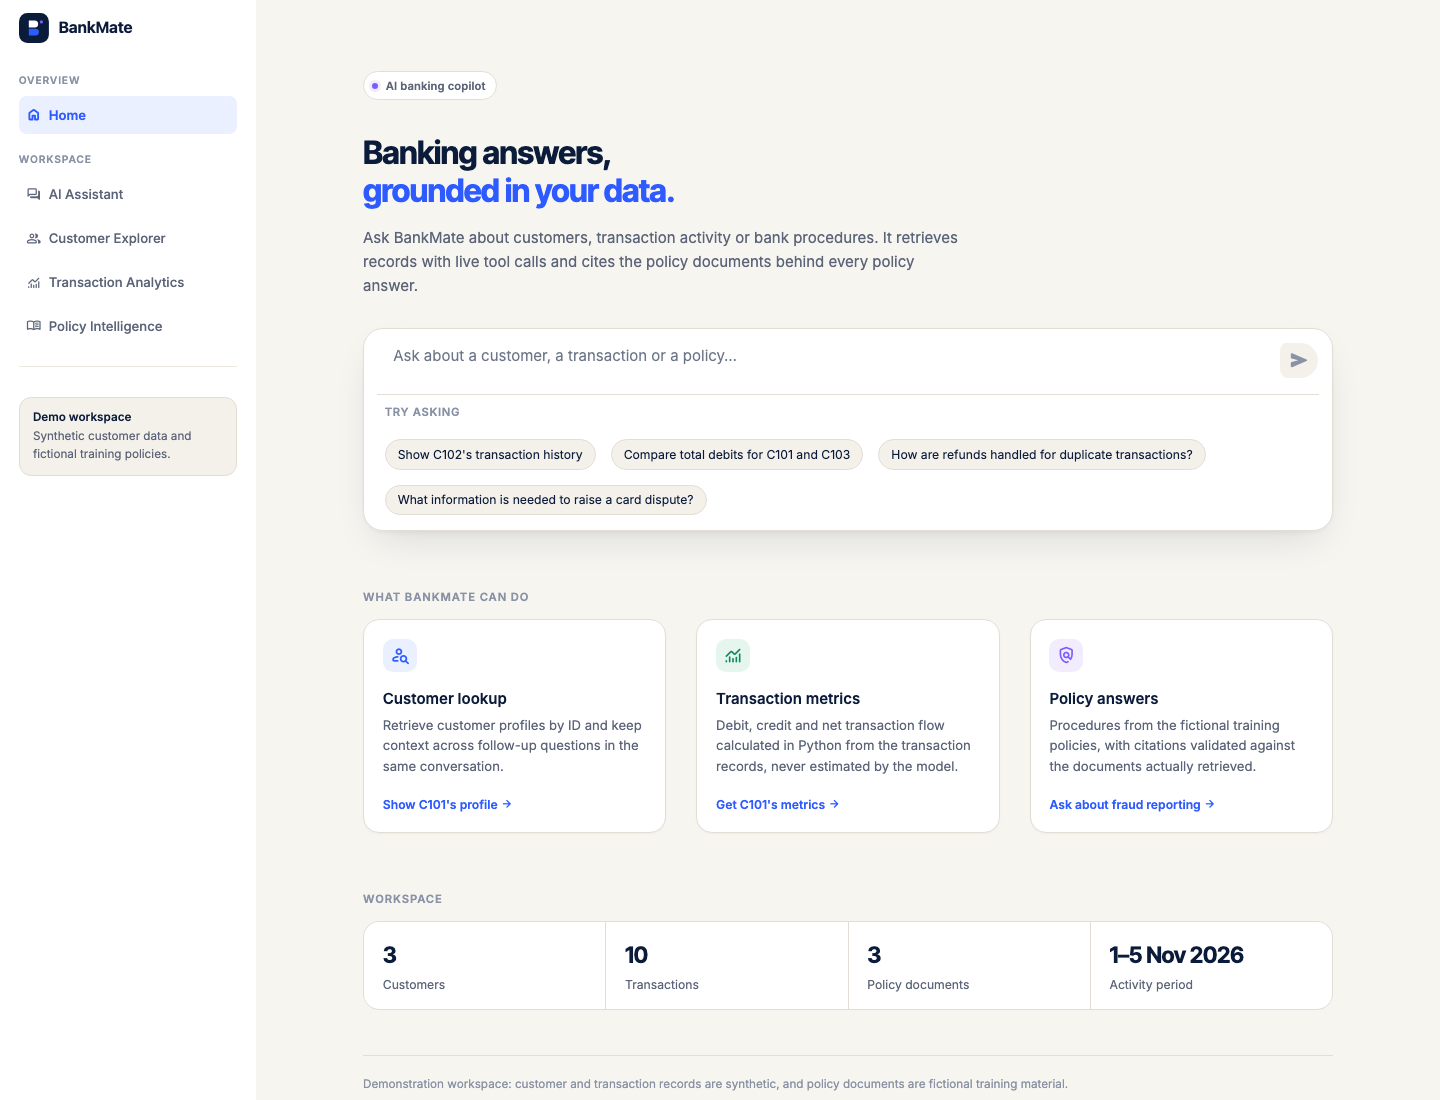 BankMate
OVERVIEW
Home
WORKSPACE
AI Assistant
Customer Explorer
Transaction Analytics
Policy Intelligence
Demo workspace
Synthetic customer data and
fictional training policies.
AI banking copilot
Banking answers,
grounded in your data.
Ask BankMate about customers, transaction activity or bank procedures. It retrieves
records with live tool calls and cites the policy documents behind every policy
answer.
Ask about a customer, a transaction or a policy...
TRY ASKING
Show C102's transaction history
Compare total debits for C101 and C103
How are refunds handled for duplicate transactions?
What information is needed to raise a card dispute?
WHAT BANKMATE CAN DO
Customer lookup
Retrieve customer profiles by ID and keep
context across follow-up questions in the
same conversation.
Show C101's profile →
Transaction metrics
Debit, credit and net transaction flow
calculated in Python from the transaction
records, never estimated by the model.
Get C101's metrics →
Policy answers
Procedures from the fictional training
policies, with citations validated against
the documents actually retrieved.
Ask about fraud reporting →
WORKSPACE
3
Customers
10
Transactions
3
Policy documents
1–5 Nov 2026
Activity period
Demonstration workspace: customer and transaction records are synthetic, and policy documents are fictional training material.